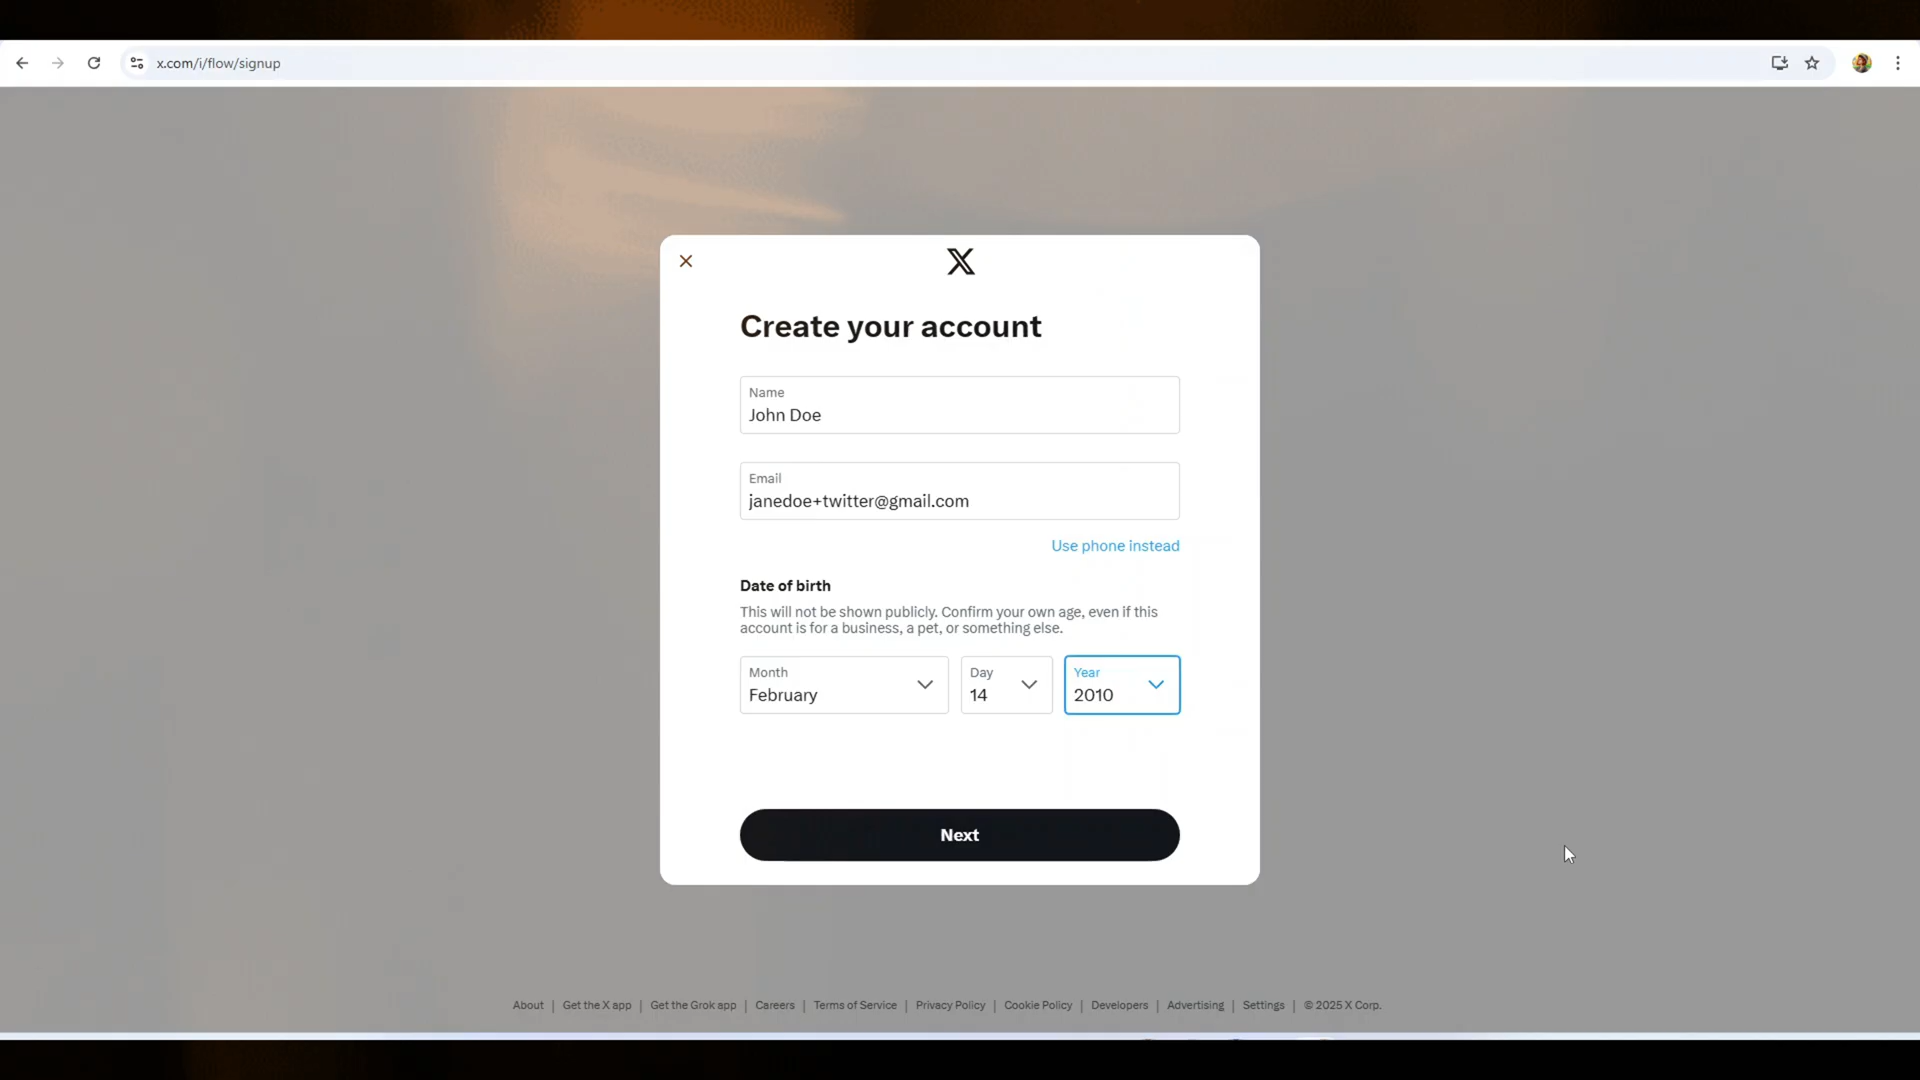 x.com/i/flow/signup
Create your account
Name
John Doe
Email
janedoe+twitter@gmail.com
Use phone instead
Date of birth
This will not be shown publicly. Confirm your own age, even if this
account is for a business, a pet, or something else.
Month
February
Day
14
Year
2010
Next
About | Get the X app | Get the Grok app | Careers | Terms of Service | Privacy Policy | Cookie Policy | Developers | Advertising | Settings | © 2025 X Corp.